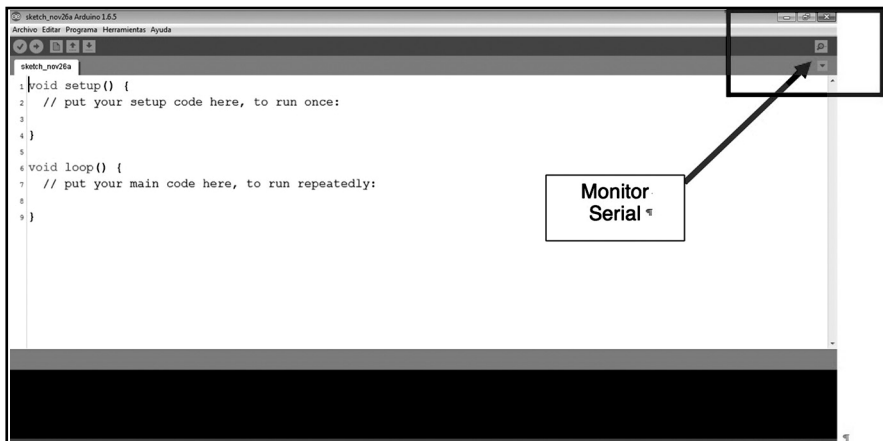 sketch_nov26a Arduino 1.6.5
Archivo Editar Programa Herramientas Ayuda
sketch_nov26a
1 void setup() {
2 // put your setup code here, to run once:
3
4 }
5
6 void loop() {
7 // put your main code here, to run repeatedly:
8
9 }
Monitor
Serial ¶
¶